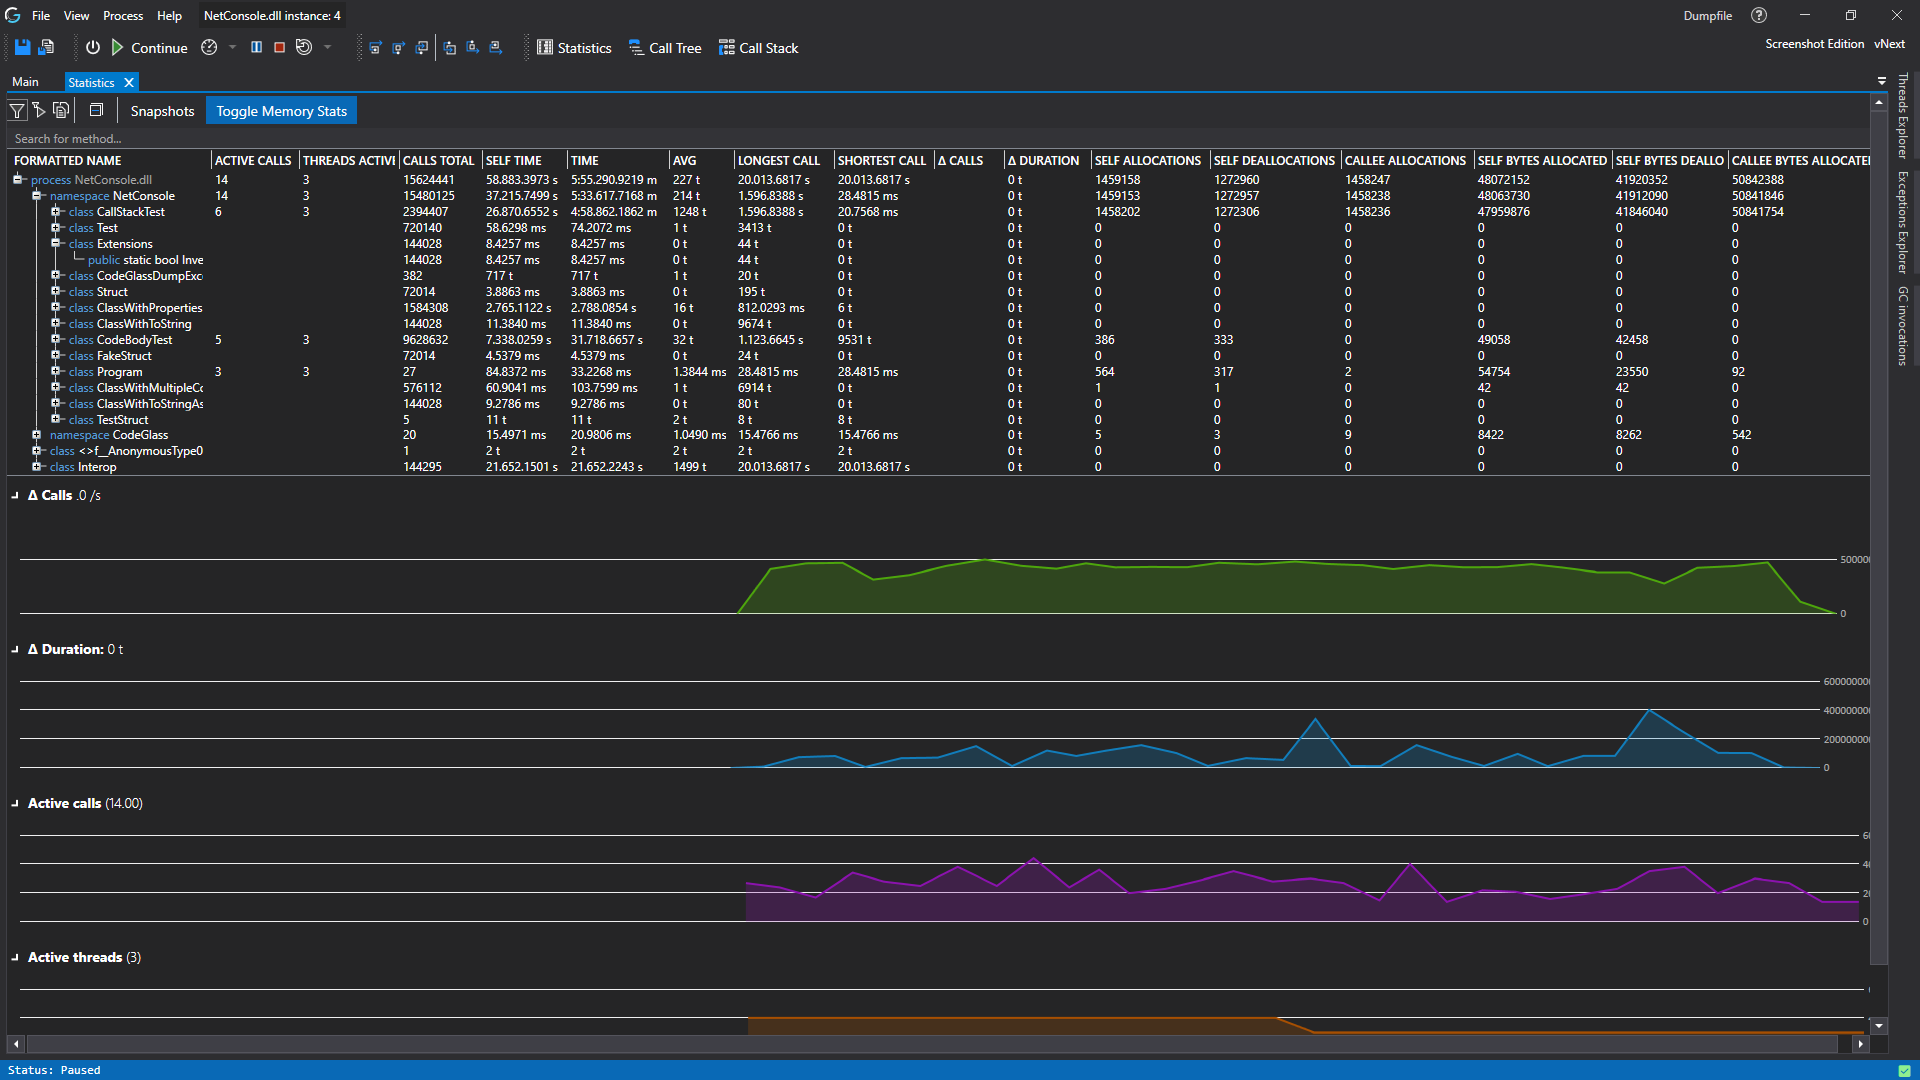 File View Process Help NetConsole.dll instance: 4 Dumpfile
Continue Statistics Call Tree Call Stack Screenshot Edition vNext
Main Statistics
Snapshots Toggle Memory Stats
Search for method...
FORMATTED NAME ACTIVE CALLS THREADS ACTIVE CALLS TOTAL SELF TIME TIME AVG LONGEST CALL SHORTEST CALL Δ CALLS Δ DURATION SELF ALLOCATIONS SELF DEALLOCATIONS CALLEE ALLOCATIONS SELF BYTES ALLOCATED SELF BYTES DEALLO CALLEE BYTES ALLOCATE
process NetConsole.dll 14 3 15624441 58.883.3973 s 5:55.290.9219 m 227 t 20.013.6817 s 20.013.6817 s 0 t 1459158 1272960 1458247 48072152 41920352 50842388
namespace NetConsole 14 3 15480125 37.215.7499 s 5:33.617.7168 m 214 t 1.596.8388 s 28.4815 ms 0 t 1459153 1272957 1458238 48063730 41912090 50841846
class CallStackTest 6 3 2394407 26.870.6552 s 4:58.862.1862 m 1248 t 1.596.8388 s 20.7568 ms 0 t 1458202 1272306 1458236 47959876 41846040 50841754
class Test 720140 58.6298 ms 74.2072 ms 1 t 3413 t 0 t 0 t 0 0 0 0 0 0
class Extensions 144028 8.4257 ms 8.4257 ms 0 t 44 t 0 t 0 t 0 0 0 0 0 0
public static bool Inve 144028 8.4257 ms 8.4257 ms 0 t 44 t 0 t 0 t 0 0 0 0 0 0
class CodeGlassDumpExc 382 717 t 717 t 1 t 20 t 0 t 0 t 0 0 0 0 0 0
class Struct 72014 3.8863 ms 3.8863 ms 0 t 195 t 0 t 0 t 0 0 0 0 0 0
class ClassWithProperties 1584308 2.765.1122 s 2.788.0854 s 16 t 812.0293 ms 6 t 0 t 0 0 0 0 0 0
class ClassWithToString 144028 11.3840 ms 11.3840 ms 0 t 9674 t 0 t 0 t 0 0 0 0 0 0
class CodeBodyTest 5 3 9628632 7.338.0259 s 31.718.6657 s 32 t 1.123.6645 s 9531 t 0 t 386 333 0 49058 42458 0
class FakeStruct 72014 4.5379 ms 4.5379 ms 0 t 24 t 0 t 0 t 0 0 0 0 0 0
class Program 3 3 27 84.8372 ms 33.2268 ms 1.3844 ms 28.4815 ms 28.4815 ms 0 t 564 317 2 54754 23550 92
class ClassWithMultipleCo 576112 60.9041 ms 103.7599 ms 1 t 6914 t 0 t 0 t 1 1 0 42 42 0
class ClassWithToStringAs 144028 9.2786 ms 9.2786 ms 0 t 80 t 0 t 0 t 0 0 0 0 0 0
class TestStruct 5 11 t 11 t 2 t 8 t 8 t 0 t 0 0 0 0 0 0
namespace CodeGlass 20 15.4971 ms 20.9806 ms 1.0490 ms 15.4766 ms 15.4766 ms 0 t 5 3 9 8422 8262 542
class <>f__AnonymousType0 1 2 t 2 t 2 t 2 t 2 t 0 t 0 0 0 0 0 0
class Interop 144295 21.652.1501 s 21.652.2243 s 1499 t 20.013.6817 s 20.013.6817 s 0 t 0 0 0 0 0 0
Δ Calls .0 /s
500000
0
Δ Duration: 0 t
600000000
400000000
200000000
0
Active calls (14.00)
60
40
20
0
Active threads (3)
Threads Explorer
Exceptions Explorer
GC invocations
Status: Paused